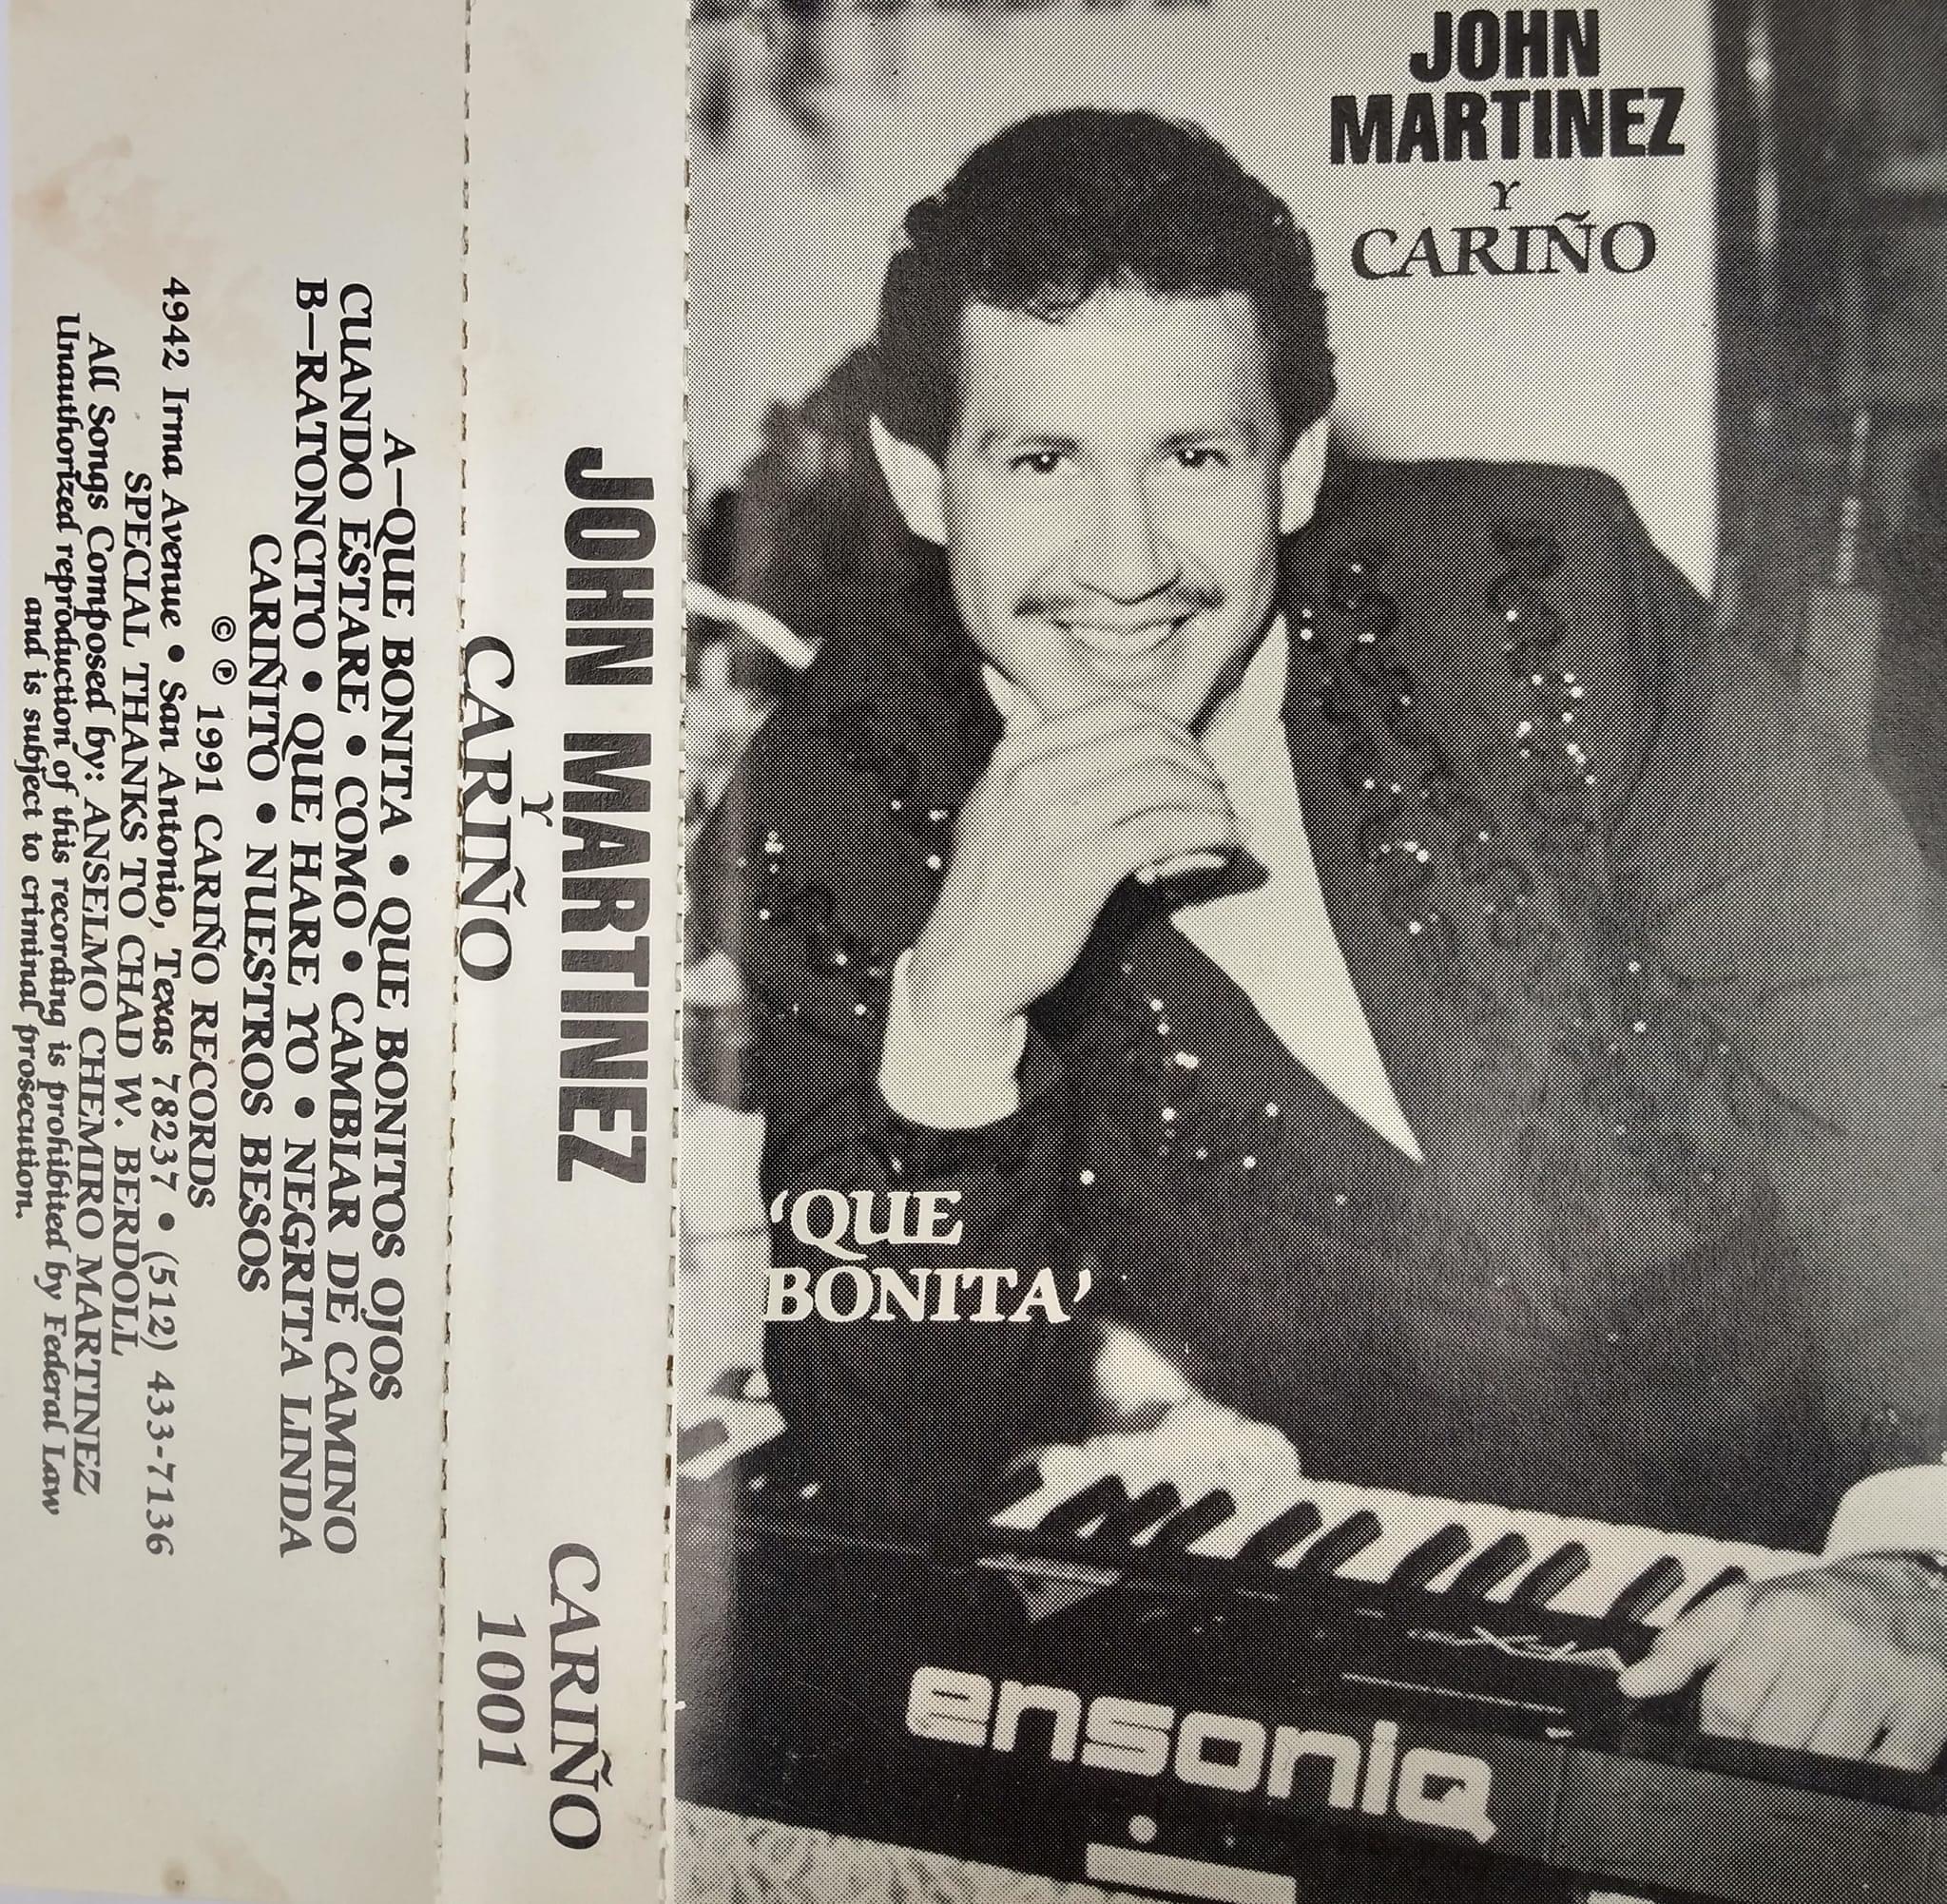 JOHN
MARTINEZ
Y
CARIÑO
'QUE
BONITA'
ensoniq
JOHN MARTINEZ
Y
CARIÑO
CARIÑO
1001
A—QUE BONITA • QUE BONITOS OJOS
CUANDO ESTARE • COMO • CAMBIAR DE CAMINO
B—RATONCITO • QUE HARE YO • NEGRITA LINDA
CARIÑITO • NUESTROS BESOS
© ℗ 1991 CARIÑO RECORDS
4942 Irma Avenue • San Antonio, Texas 78237 • (512) 433-7136
SPECIAL THANKS TO CHAD W. BERDOLL
All Songs Composed by: ANSELMO CHEMIRO MARTINEZ
Unauthorized reproduction of this recording is prohibited by Federal Law
and is subject to criminal prosecution.